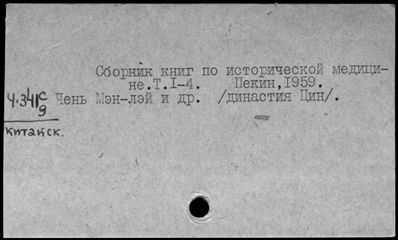 Сборник книг по исторической медици-
не.Т.I-4. Пекин,1959.
Чень Мэн-лэй и др. /династия Цин/.
Ч.341с
9
Китайск.